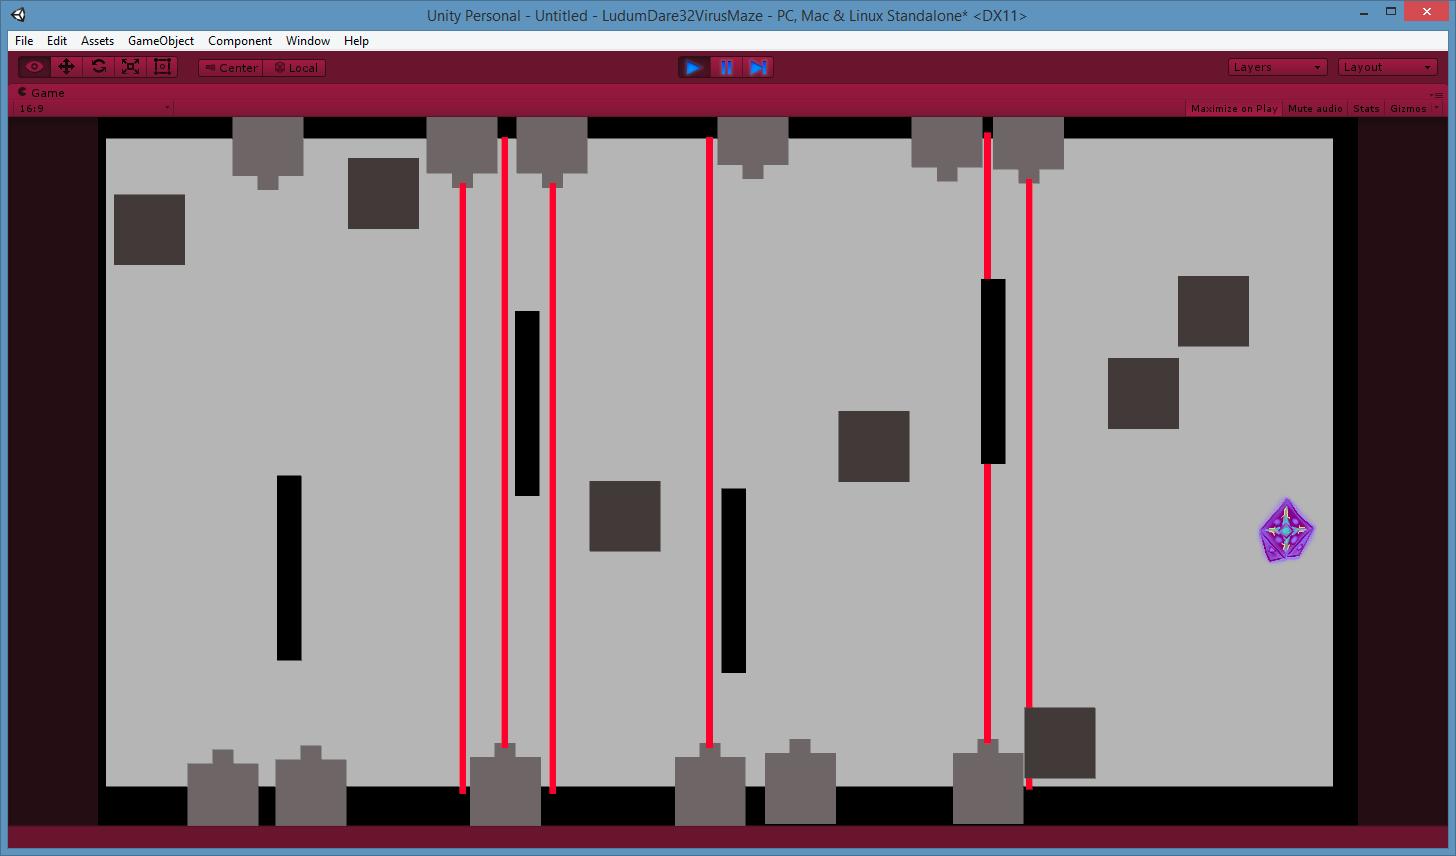 Unity Personal - Untitled - LudumDare32VirusMaze - PC, Mac & Linux Standalone* <DX11>
File Edit Assets GameObject Component Window Help
Center Local Layers Layout
Game
16:9 Maximize on Play Mute audio Stats Gizmos